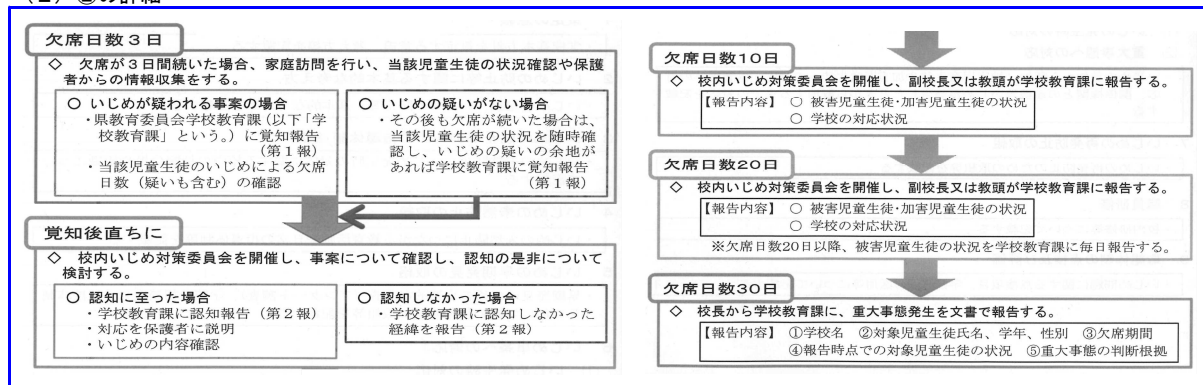 （２）②の詳細
欠席日数３日
◇ 欠席が３日間続いた場合、家庭訪問を行い、当該児童生徒の状況確認や保護
者からの情報収集をする。
○ いじめが疑われる事案の場合
・県教育委員会学校教育課（以下「学
校教育課」という。）に覚知報告
（第１報）
・当該児童生徒のいじめによる欠席
日数（疑いも含む）の確認
○ いじめの疑いがない場合
・その後も欠席が続いた場合は、
当該児童生徒の状況を随時確
認し、いじめの疑いの余地が
あれば学校教育課に覚知報告
（第１報）
覚知後直ちに
◇ 校内いじめ対策委員会を開催し、事案について確認し、認知の是非について
検討する。
○ 認知に至った場合
・学校教育課に認知報告（第２報）
・対応を保護者に説明
・いじめの内容確認
○ 認知しなかった場合
・学校教育課に認知しなかった
経緯を報告（第２報）
欠席日数10日
◇ 校内いじめ対策委員会を開催し、副校長又は教頭が学校教育課に報告する。
【報告内容】 ○ 被害児童生徒・加害児童生徒の状況
○ 学校の対応状況
欠席日数20日
◇ 校内いじめ対策委員会を開催し、副校長又は教頭が学校教育課に報告する。
【報告内容】 ○ 被害児童生徒・加害児童生徒の状況
○ 学校の対応状況
※欠席日数20日以降、被害児童生徒の状況を学校教育課に毎日報告する。
欠席日数30日
◇ 校長から学校教育課に、重大事態発生を文書で報告する。
【報告内容】 ①学校名 ②対象児童生徒氏名、学年、性別 ③欠席期間
④報告時点での対象児童生徒の状況 ⑤重大事態の判断根拠